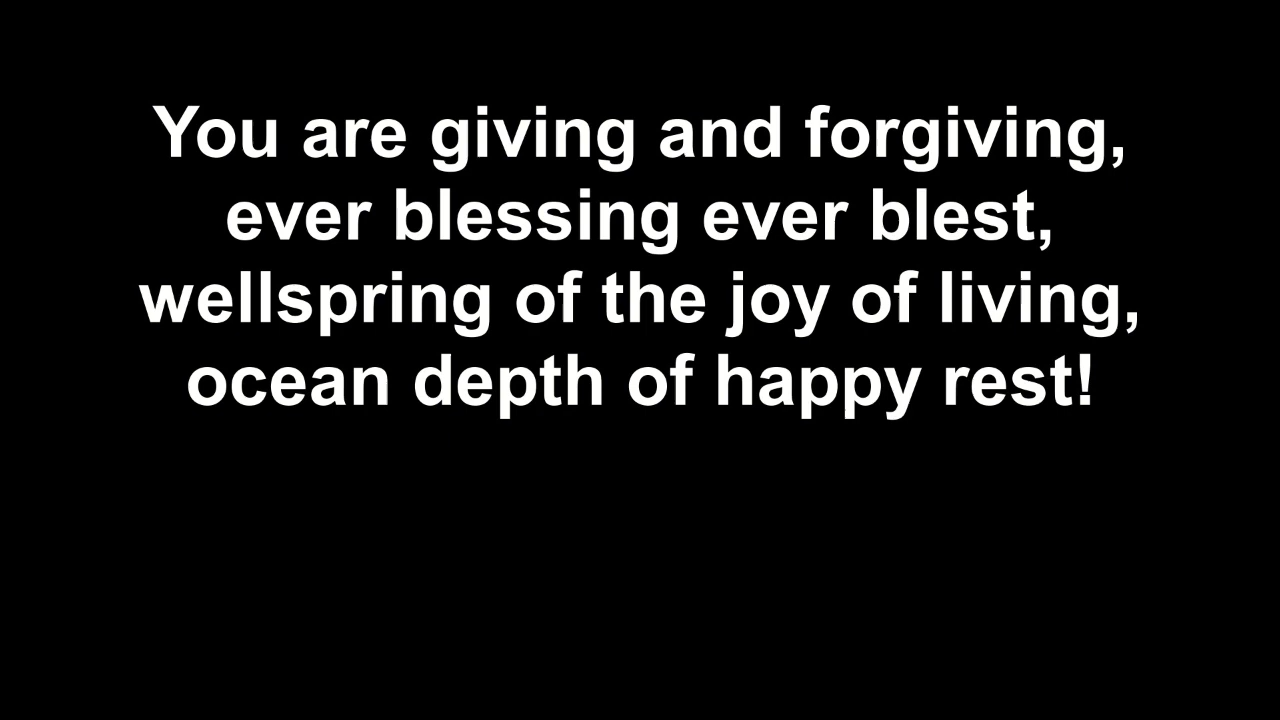 You are giving and forgiving,
ever blessing ever blest,
wellspring of the joy of living,
ocean depth of happy rest!